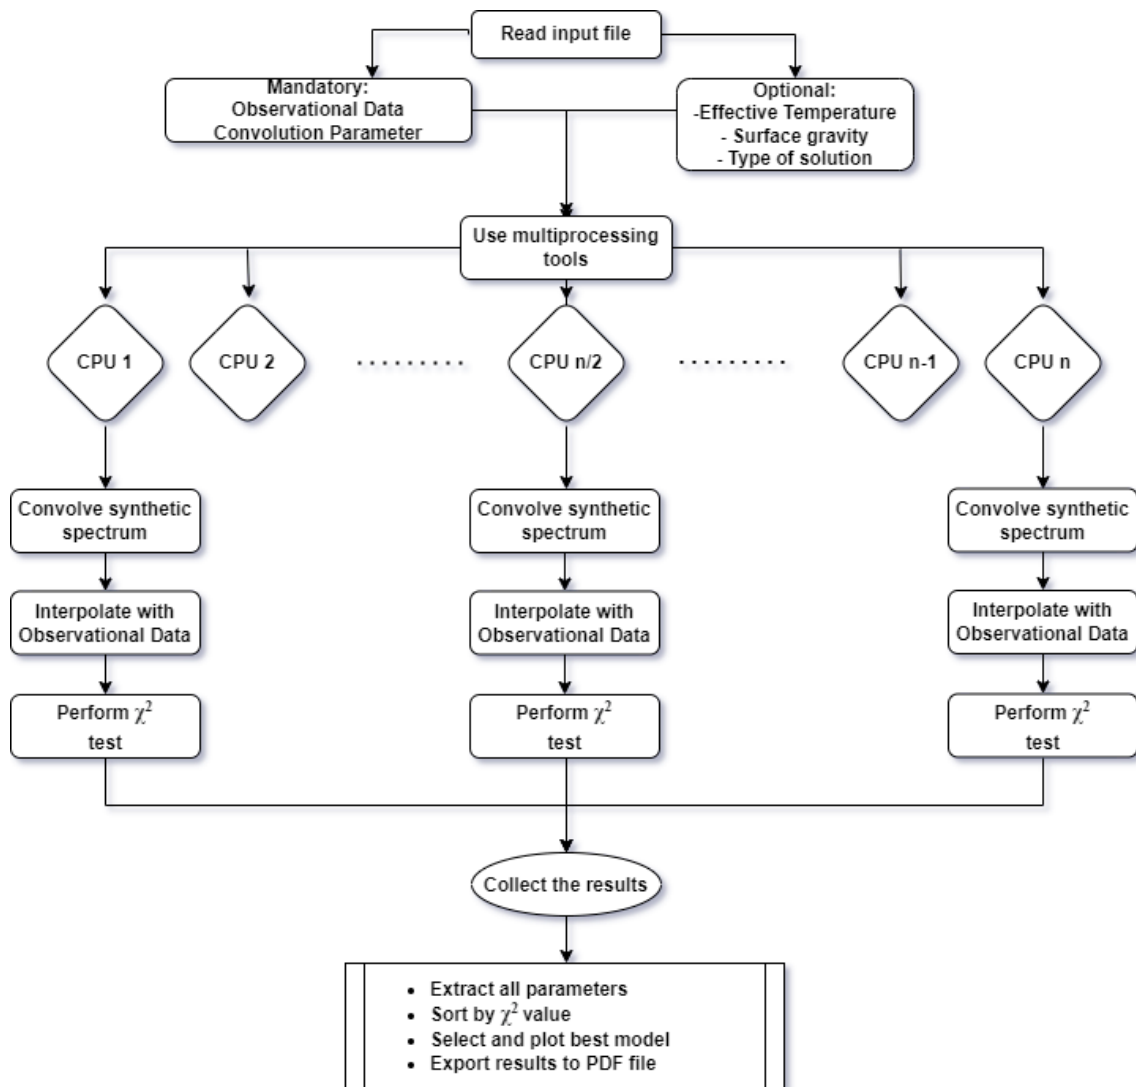 Read input file
Mandatory:
Observational Data
Convolution Parameter
Optional:
-Effective Temperature
- Surface gravity
- Type of solution
Use multiprocessing
tools
CPU 1
CPU 2
CPU n/2
CPU n-1
CPU n
Convolve synthetic
spectrum
Convolve synthetic
spectrum
Convolve synthetic
spectrum
Interpolate with
Observational Data
Interpolate with
Observational Data
Interpolate with
Observational Data
Perform χ²
test
Perform χ²
test
Perform χ²
test
Collect the results
• Extract all parameters
• Sort by χ² value
• Select and plot best model
• Export results to PDF file